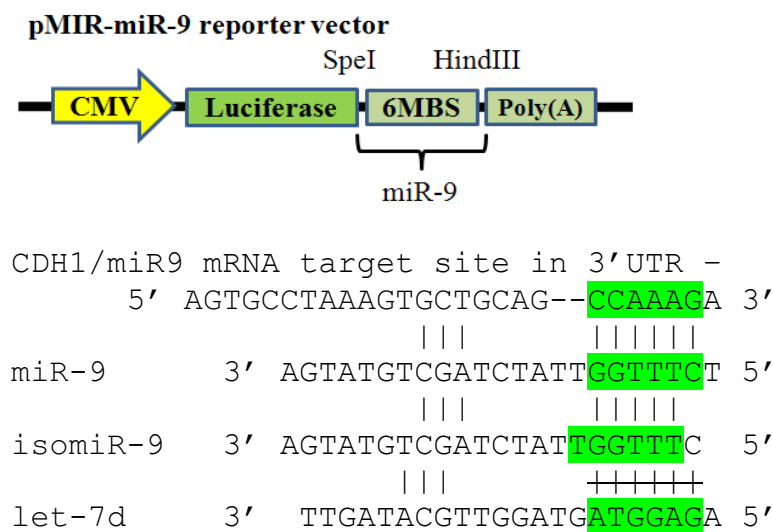 pMIR-miR-9 reporter vector
SpeI HindIII
CMV Luciferase 6MBS Poly(A)
miR-9
CDH1/miR9 mRNA target site in 3′UTR –
5′ AGTGCCTAAAGTGCTGCAG--CCAAAGA 3′
||| ||||||
miR-9 3′ AGTATGTCGATCTATTGGTTTCT 5′
||| |||||
isomiR-9 3′ AGTATGTCGATCTATTGGTTTC 5′
||| ||||||
let-7d 3′ TTGATACGTTGGATGATGGAGA 5′